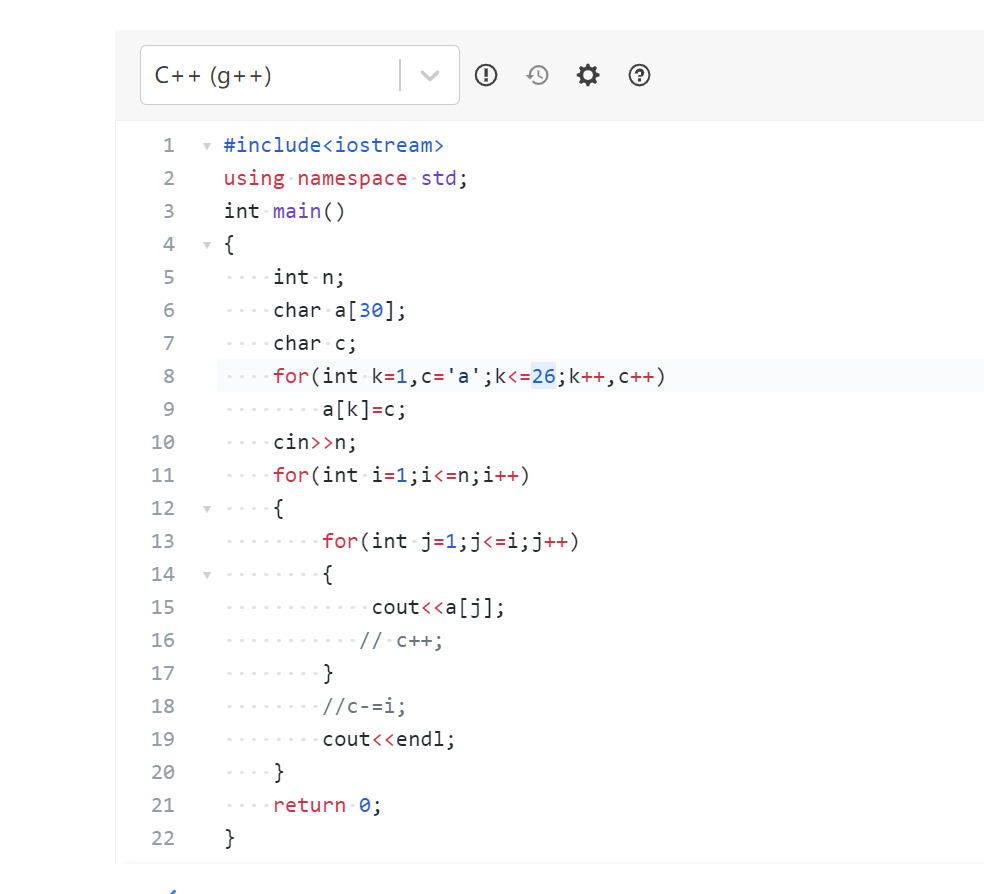 C++ (g++)
1 #include<iostream>
2 using namespace std;
3 int main()
4 {
5 int n;
6 char a[30];
7 char c;
8 for(int k=1,c='a';k<=26;k++,c++)
9 a[k]=c;
10 cin>>n;
11 for(int i=1;i<=n;i++)
12 {
13 for(int j=1;j<=i;j++)
14 {
15 cout<<a[j];
16 // c++;
17 }
18 //c-=i;
19 cout<<endl;
20 }
21 return 0;
22 }